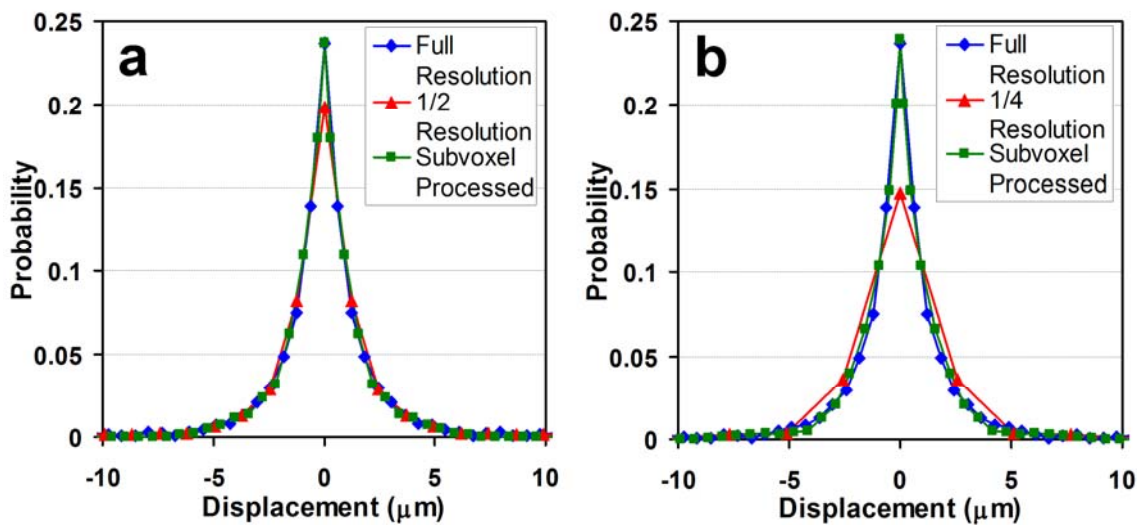 a
0.25
0.2
0.15
0.1
0.05
0
Probability
-10
-5
0
5
10
Displacement (μm)
Full
Resolution
1/2
Resolution
Subvoxel
Processed
b
0.25
0.2
0.15
0.1
0.05
0
Probability
-10
-5
0
5
10
Displacement (μm)
Full
Resolution
1/4
Resolution
Subvoxel
Processed